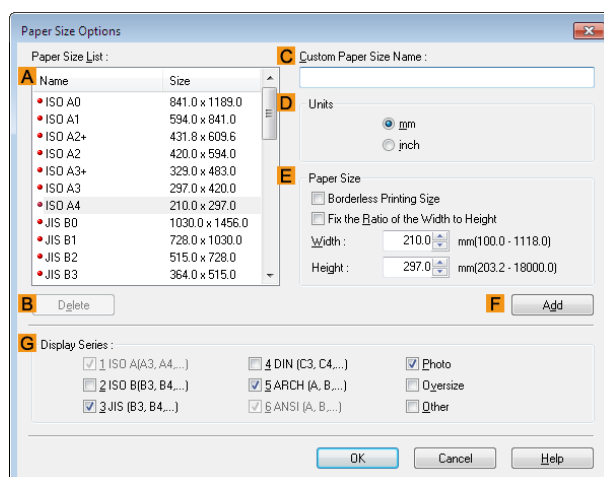 Paper Size Options
Paper Size List :
A
Name Size
ISO A0 841.0 x 1189.0
ISO A1 594.0 x 841.0
ISO A2+ 431.8 x 609.6
ISO A2 420.0 x 594.0
ISO A3+ 329.0 x 483.0
ISO A3 297.0 x 420.0
ISO A4 210.0 x 297.0
JIS B0 1030.0 x 1456.0
JIS B1 728.0 x 1030.0
JIS B2 515.0 x 728.0
JIS B3 364.0 x 515.0
B Delete
C Custom Paper Size Name :
D Units
mm
inch
E Paper Size
Borderless Printing Size
Fix the Ratio of the Width to Height
Width : 210.0 mm(100.0 - 1118.0)
Height : 297.0 mm(203.2 - 18000.0)
F Add
G Display Series :
1 ISO A(A3, A4,...) 4 DIN (C3, C4,...) Photo
2 ISO B(B3, B4,...) 5 ARCH (A, B,...) Oversize
3 JIS (B3, B4,...) 6 ANSI (A, B,...) Other
OK Cancel Help